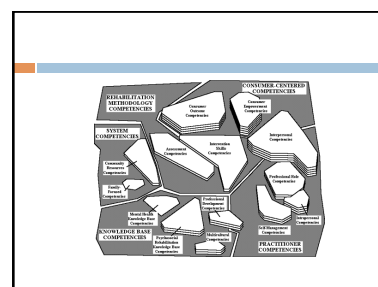 REHABILITATION
METHODOLOGY
COMPETENCIES
CONSUMER-CENTERED
COMPETENCIES
Consumer
Outcome
Competencies
Consumer
Empowerment
Competencies
SYSTEM
COMPETENCIES
Assessment
Competencies
Intervention
Skills
Competencies
Interpersonal
Competencies
Community
Resources
Competencies
Family
Focused
Competencies
Professional Role
Competencies
Mental Health
Knowledge Base
Competencies
Professional
Development
Competencies
Intrapersonal
Competencies
Self Management
Competencies
KNOWLEDGE BASE
COMPETENCIES
Psychosocial
Rehabilitation
Knowledge Base
Competencies
Multicultural
Competencies
PRACTITIONER
COMPETENCIES